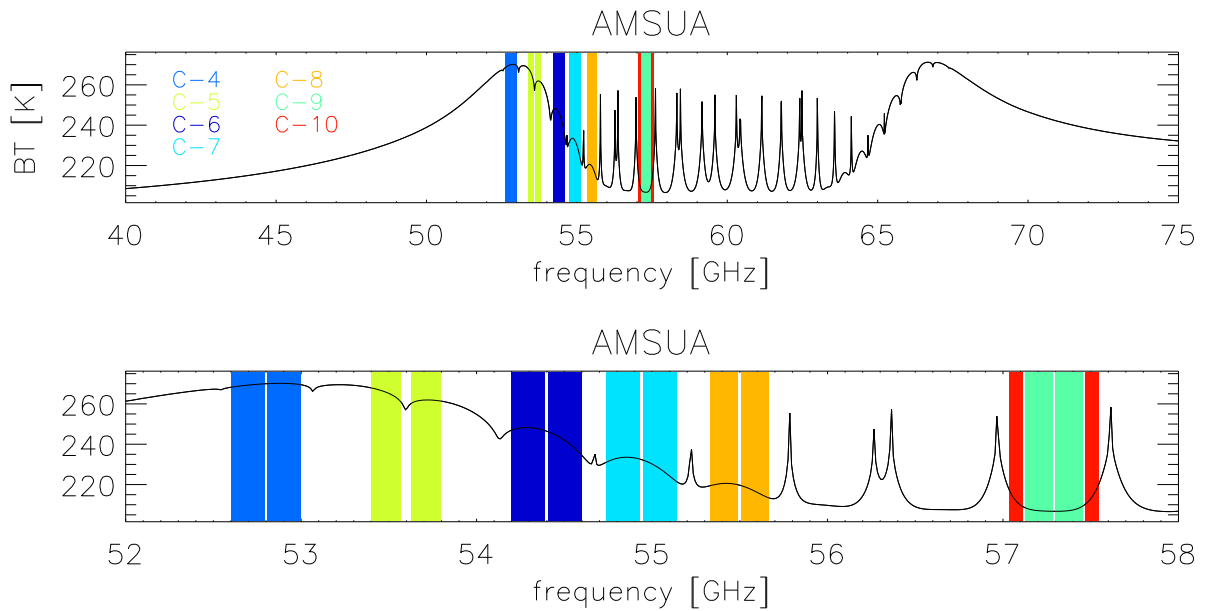 AMSUA
BT [K]
260
240
220
C-4
C-5
C-6
C-7
C-8
C-9
C-10
40 45 50 55 60 65 70 75
frequency [GHz]
AMSUA
260
240
220
52 53 54 55 56 57 58
frequency [GHz]